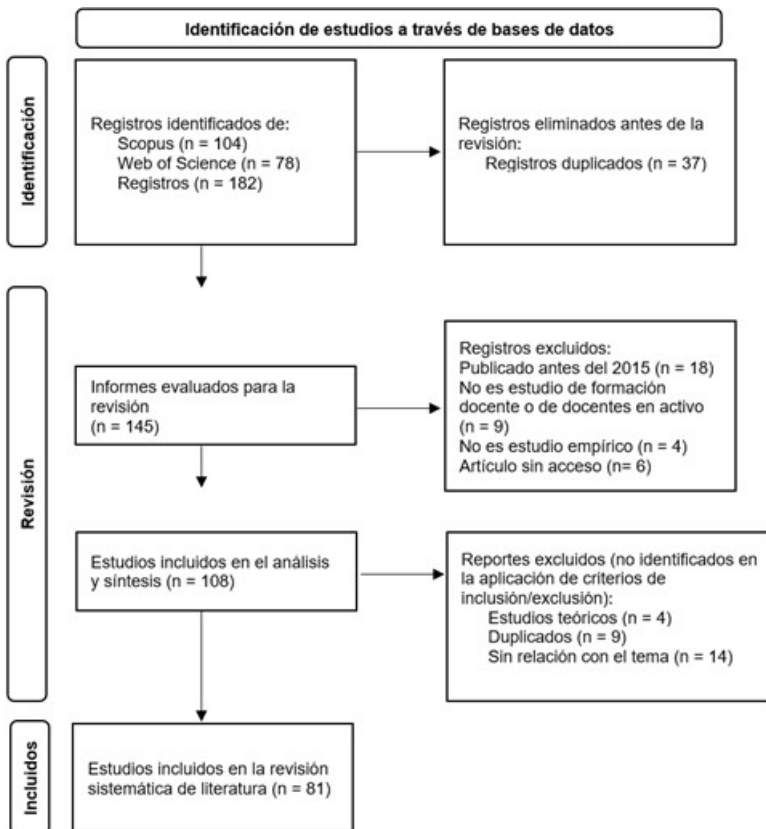 Identificación de estudios a través de bases de datos
Identificación
Registros identificados de:
Scopus (n = 104)
Web of Science (n = 78)
Registros (n = 182)
Registros eliminados antes de la
revisión:
Registros duplicados (n = 37)
Revisión
Informes evaluados para la
revisión
(n = 145)
Registros excluidos:
Publicado antes del 2015 (n = 18)
No es estudio de formación
docente o de docentes en activo
(n = 9)
No es estudio empírico (n = 4)
Artículo sin acceso (n= 6)
Estudios incluidos en el análisis
y síntesis (n = 108)
Reportes excluidos (no identificados en
la aplicación de criterios de
inclusión/exclusión):
Estudios teóricos (n = 4)
Duplicados (n = 9)
Sin relación con el tema (n = 14)
Incluidos
Estudios incluidos en la revisión
sistemática de literatura (n = 81)